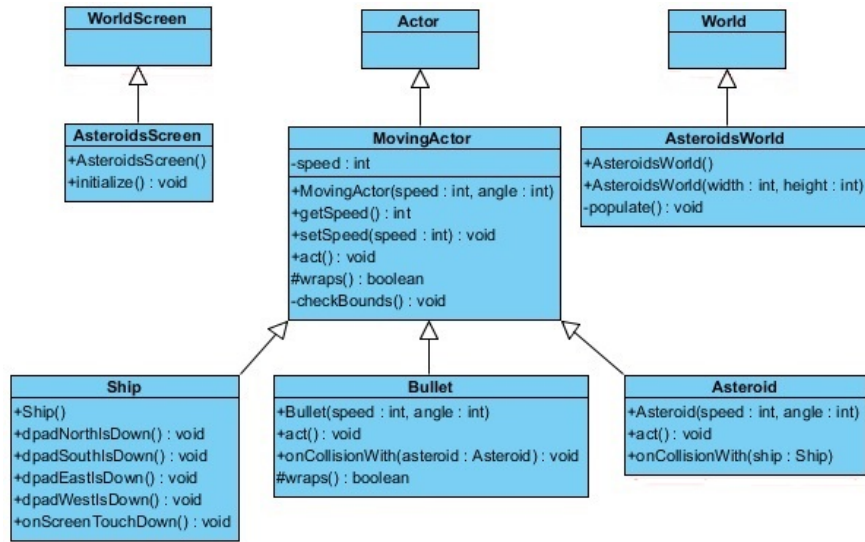 WorldScreen
Actor
World
AsteroidsScreen
+AsteroidsScreen()
+initialize() : void
MovingActor
-speed : int
+MovingActor(speed : int, angle : int)
+getSpeed() : int
+setSpeed(speed : int) : void
+act() : void
#wraps() : boolean
-checkBounds() : void
AsteroidsWorld
+AsteroidsWorld()
+AsteroidsWorld(width : int, height : int)
-populate() : void
Ship
+Ship()
+dpadNorthIsDown() : void
+dpadSouthIsDown() : void
+dpadEastIsDown() : void
+dpadWestIsDown() : void
+onScreenTouchDown() : void
Bullet
+Bullet(speed : int, angle : int)
+act() : void
+onCollisionWith(asteroid : Asteroid) : void
#wraps() : boolean
Asteroid
+Asteroid(speed : int, angle : int)
+act() : void
+onCollisionWith(ship : Ship)